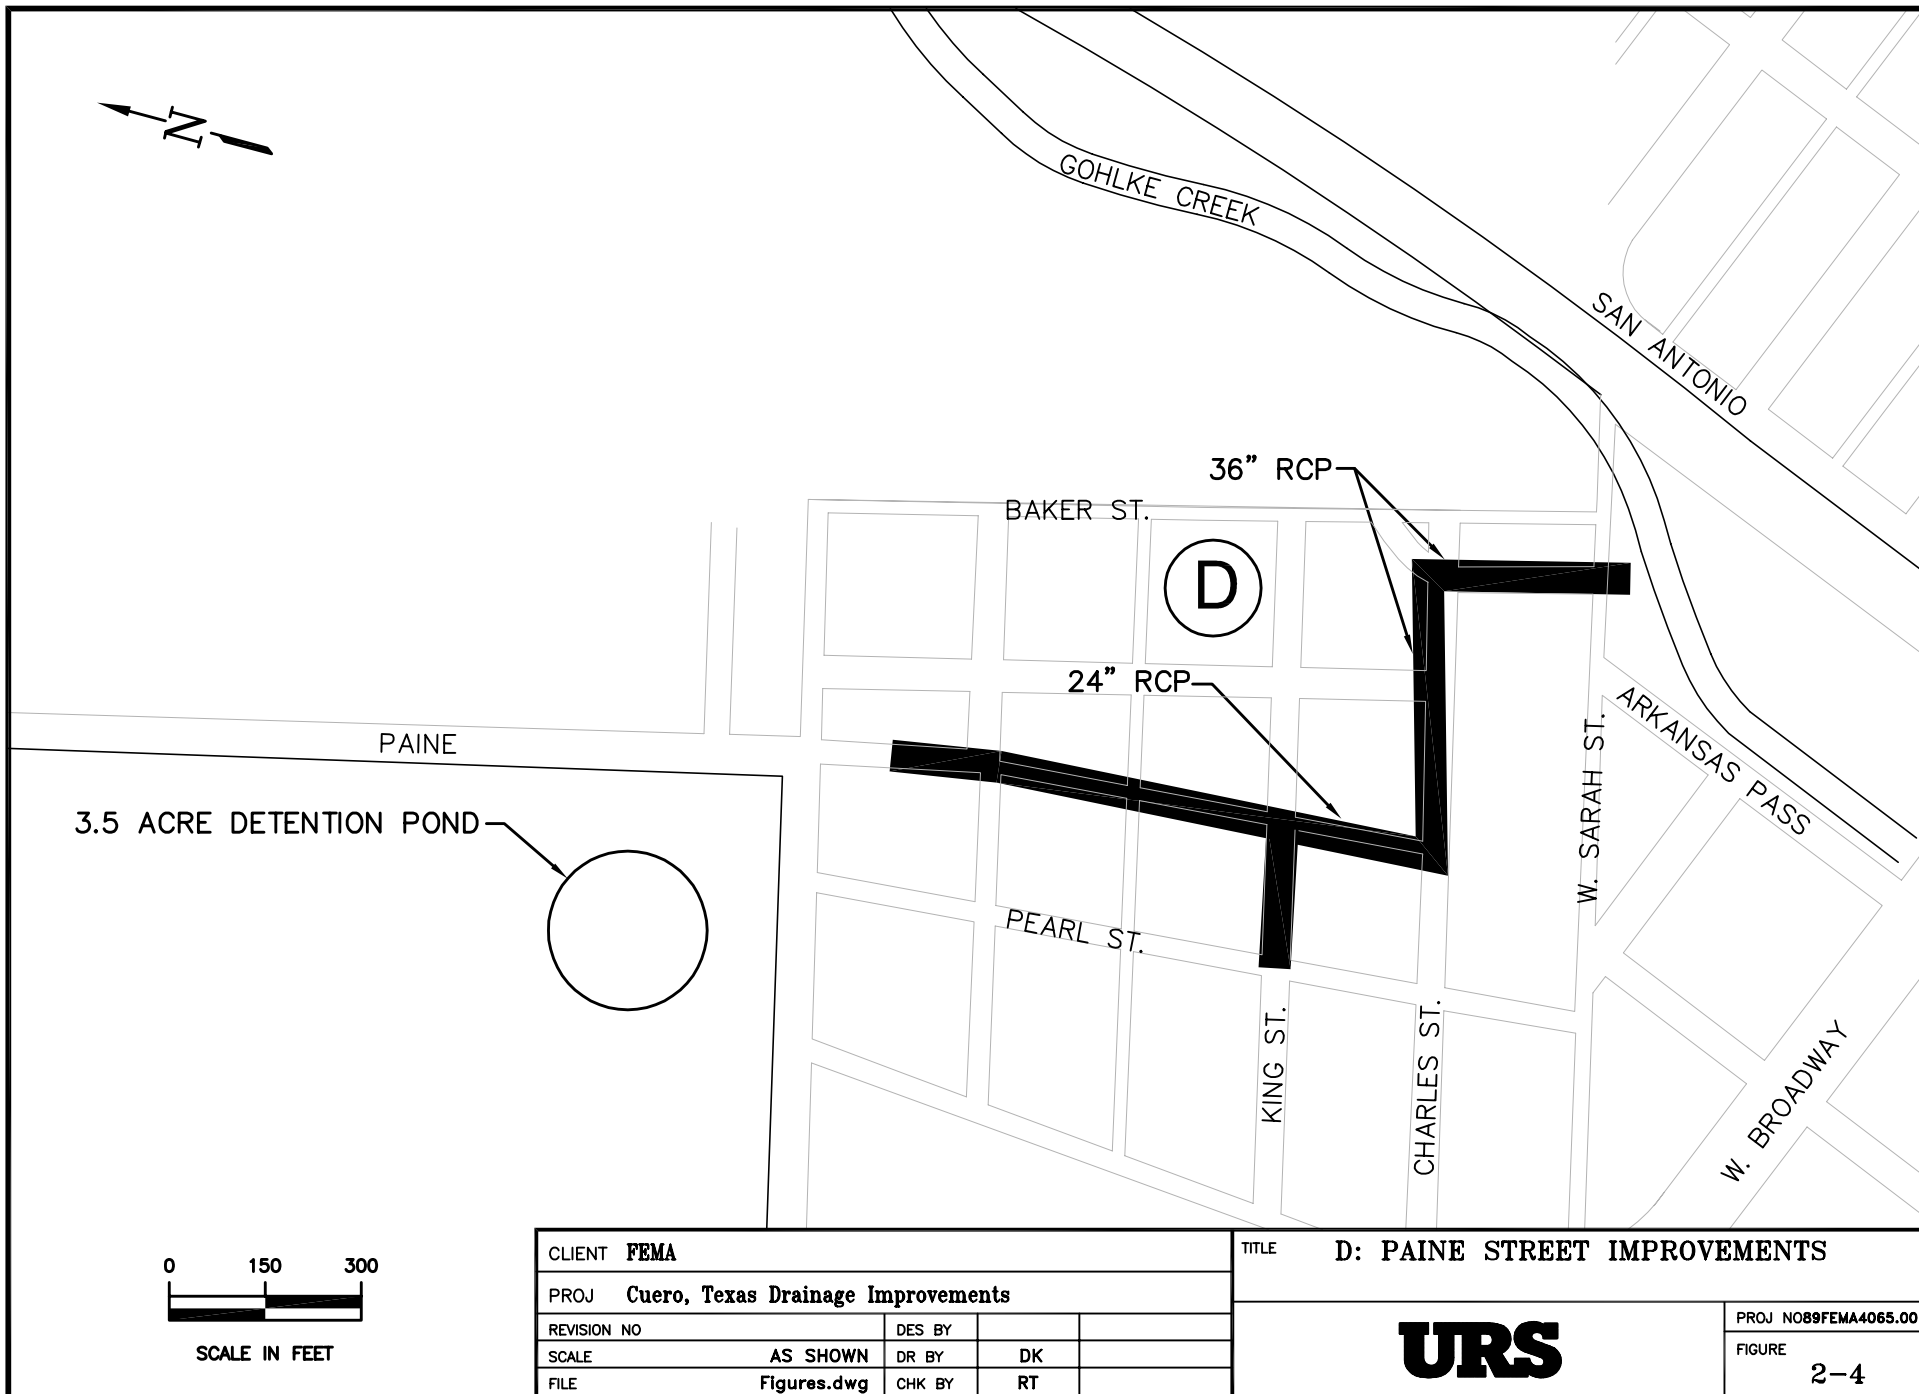 N
GOHLKE CREEK
SAN ANTONIO
36” RCP
BAKER ST.
D
24” RCP
PAINE
ARKANSAS PASS
W. SARAH ST.
3.5 ACRE DETENTION POND
PEARL ST.
KING ST.
CHARLES ST.
W. BROADWAY
0 150 300
SCALE IN FEET
CLIENT FEMA
PROJ Cuero, Texas Drainage Improvements
REVISION NO DES BY
SCALE AS SHOWN DR BY DK
FILE Figures.dwg CHK BY RT
TITLE D: PAINE STREET IMPROVEMENTS
URS
PROJ NO89FEMA4065.00
FIGURE
2-4